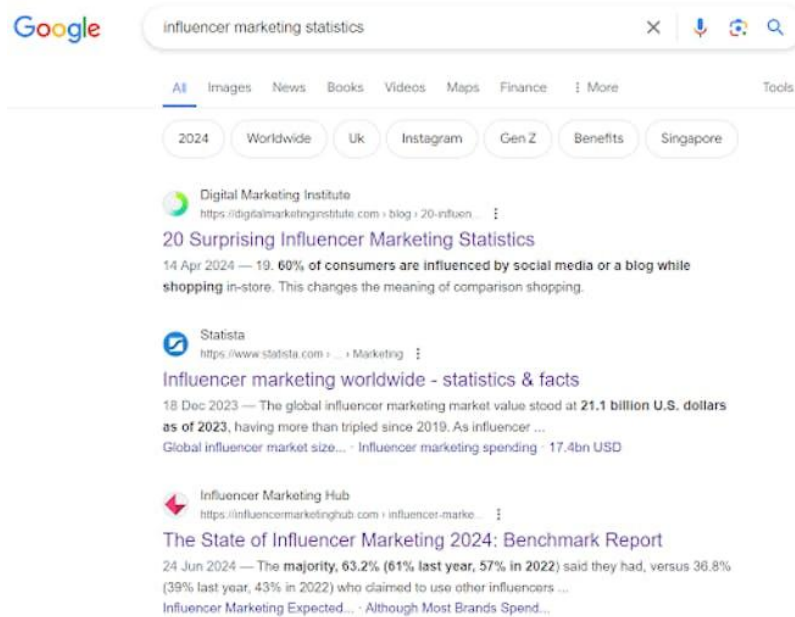 Google
influencer marketing statistics
All Images News Books Videos Maps Finance More Tools
2024 Worldwide Uk Instagram Gen Z Benefits Singapore
Digital Marketing Institute
https://digitalmarketinginstitute.com › blog › 20-influen...
20 Surprising Influencer Marketing Statistics
14 Apr 2024 — 19. 60% of consumers are influenced by social media or a blog while
shopping in-store. This changes the meaning of comparison shopping.
Statista
https://www.statista.com › ... › Marketing
Influencer marketing worldwide - statistics & facts
18 Dec 2023 — The global influencer marketing market value stood at 21.1 billion U.S. dollars
as of 2023, having more than tripled since 2019. As influencer ...
Global influencer market size... · Influencer marketing spending · 17.4bn USD
Influencer Marketing Hub
https://influencermarketinghub.com › influencer-marke...
The State of Influencer Marketing 2024: Benchmark Report
24 Jun 2024 — The majority, 63.2% (61% last year, 57% in 2022) said they had, versus 36.8%
(39% last year, 43% in 2022) who claimed to use other influencers ...
Influencer Marketing Expected... · Although Most Brands Spend...